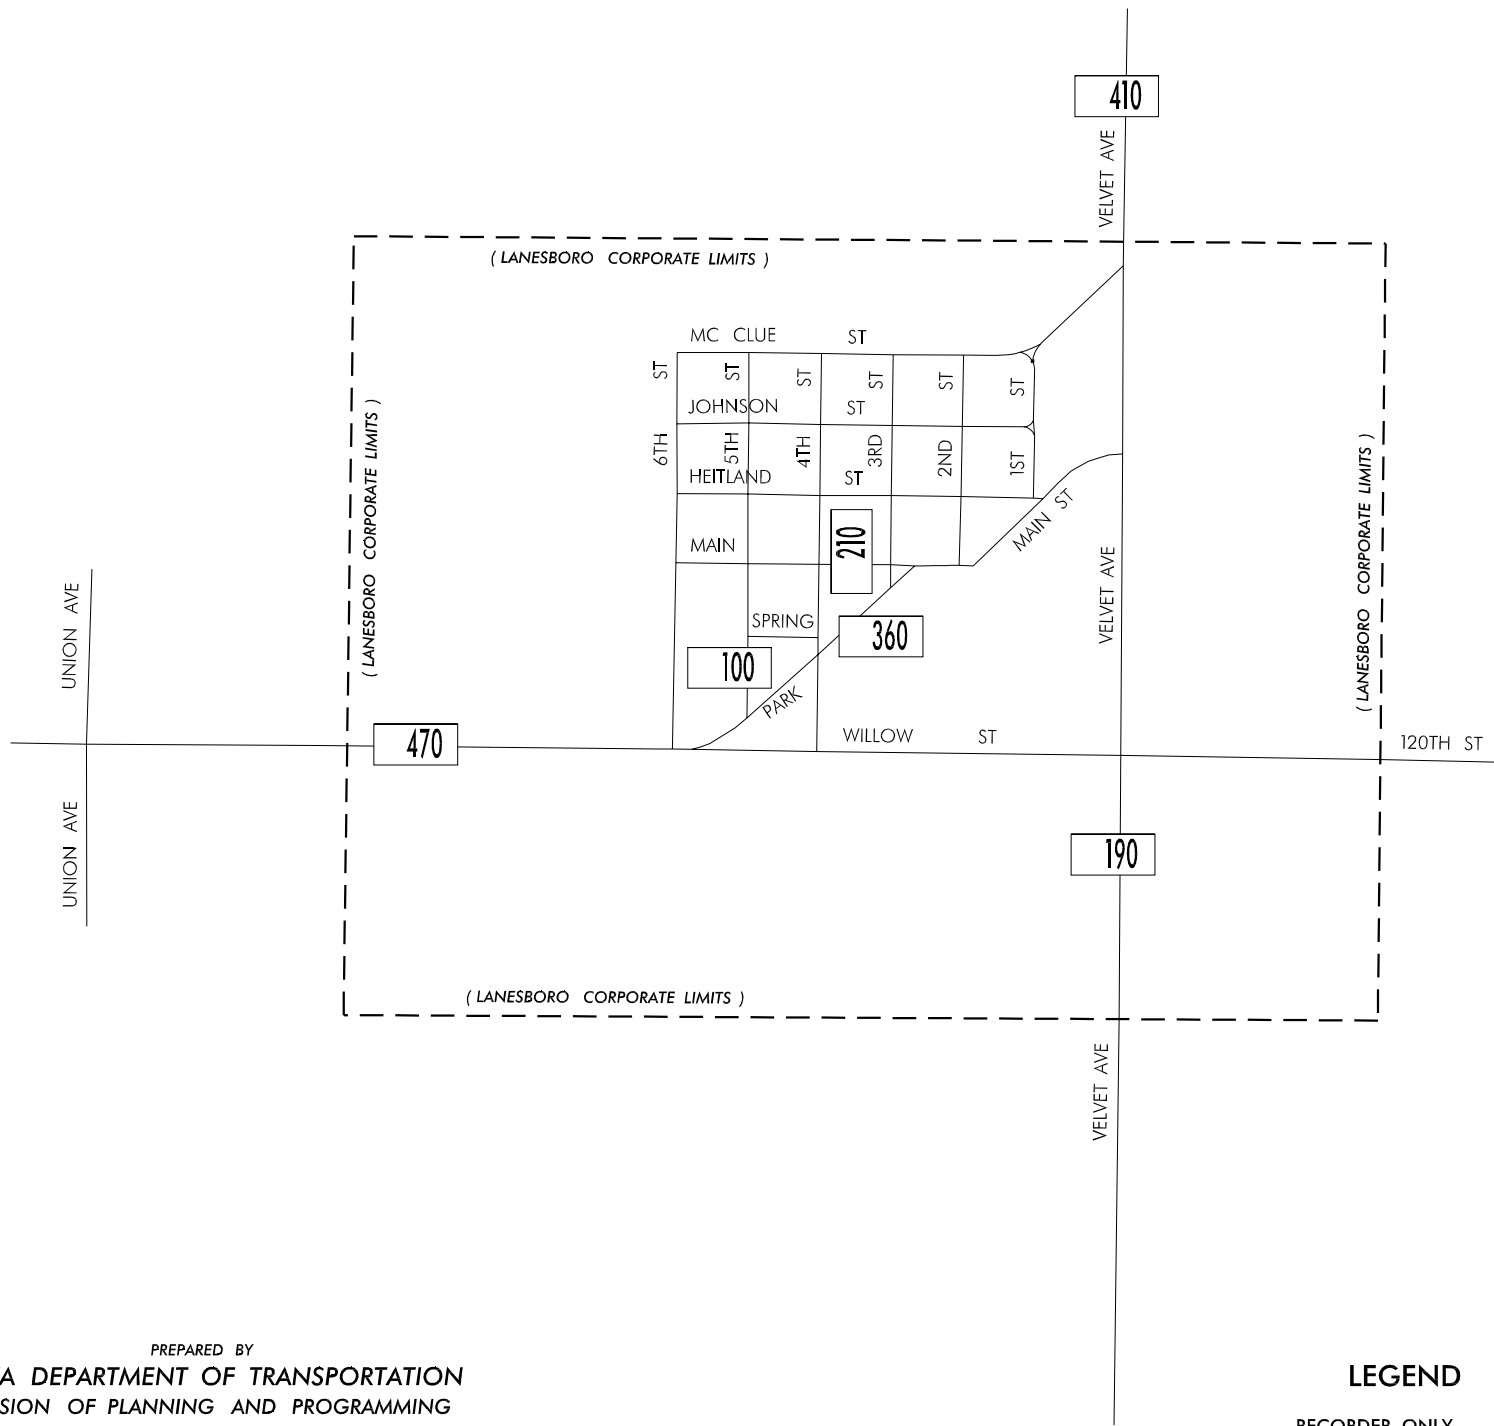 410
VELVET AVE
( LANESBORO CORPORATE LIMITS )
MC CLUE ST
6TH ST
5TH ST
4TH ST
3RD ST
2ND ST
1ST ST
JOHNSON ST
HEITLAND ST
( LANESBORO CORPORATE LIMITS )
( LANESBORO CORPORATE LIMITS )
MAIN
210
MAIN ST
VELVET AVE
UNION AVE
SPRING
360
100
PARK
WILLOW ST
470
120TH ST
UNION AVE
190
( LANESBORO CORPORATE LIMITS )
VELVET AVE
PREPARED BY
A DEPARTMENT OF TRANSPORTATION
SION OF PLANNING AND PROGRAMMING
LEGEND
RECORDER ONLY